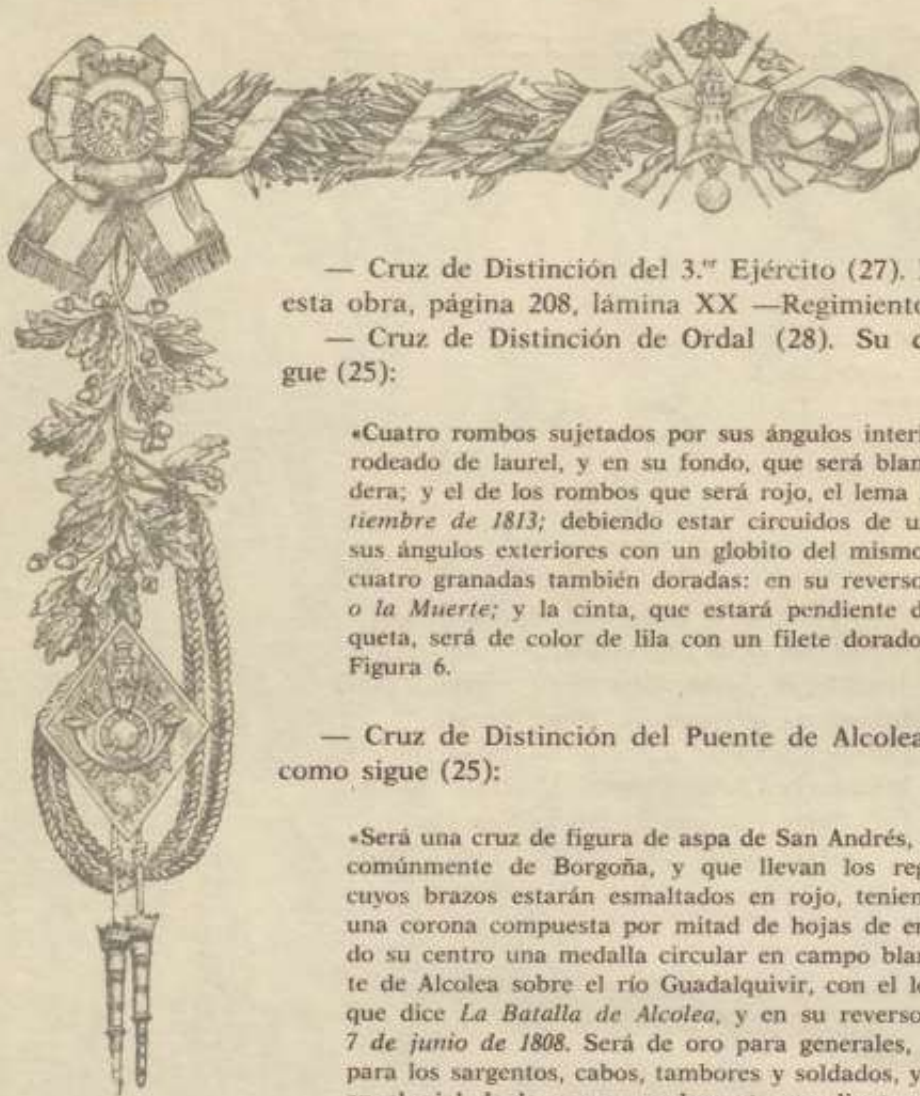 — Cruz de Distinción del 3.er Ejército (27).
esta obra, página 208, lámina XX —Regimiento
— Cruz de Distinción de Ordal (28). Su
gue (25):
«Cuatro rombos sujetados por sus ángulos
rodeado de laurel, y en su fondo, que será
dera; y el de los rombos que será rojo, el lema
tiembre de 1813; debiendo estar circuidos de
sus ángulos exteriores con un globito del mismo
cuatro granadas también doradas: en su reverso
o la Muerte; y la cinta, que estará pendiente
queta, será de color de lila con un filete dorado
Figura 6.
— Cruz de Distinción del Puente de Alcolea
como sigue (25):
«Será una cruz de figura de aspa de San Andrés,
comúnmente de Borgoña, y que llevan los
cuyos brazos estarán esmaltados en rojo,
una corona compuesta por mitad de hojas de
do su centro una medalla circular en campo
te de Alcolea sobre el río Guadalquivir, con el
que dice La Batalla de Alcolea, y en su reverso
7 de junio de 1808. Será de oro para generales,
para los sargentos, cabos, tambores y soldados, y